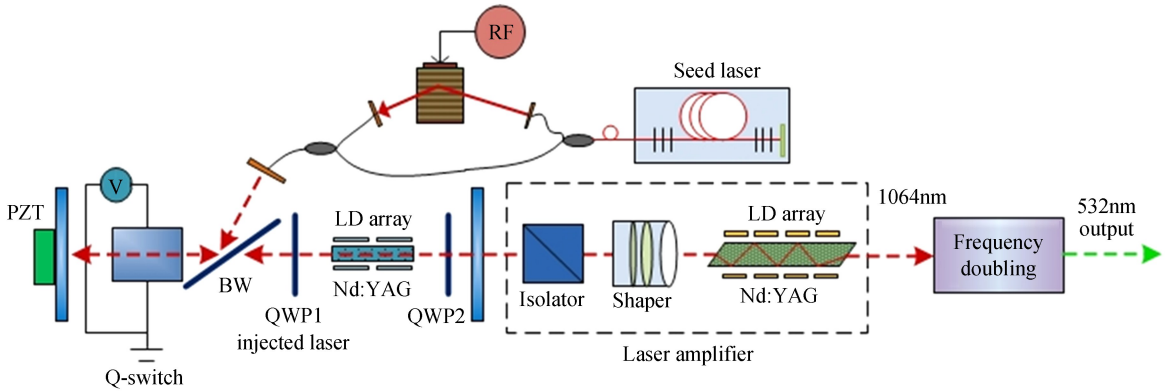 RF
Seed laser
V
PZT
LD array
BW
Nd:YAG
QWP1
QWP2
injected laser
Q-switch
Isolator
Shaper
LD array
Nd:YAG
Laser amplifier
1064nm
Frequency
doubling
532nm
output